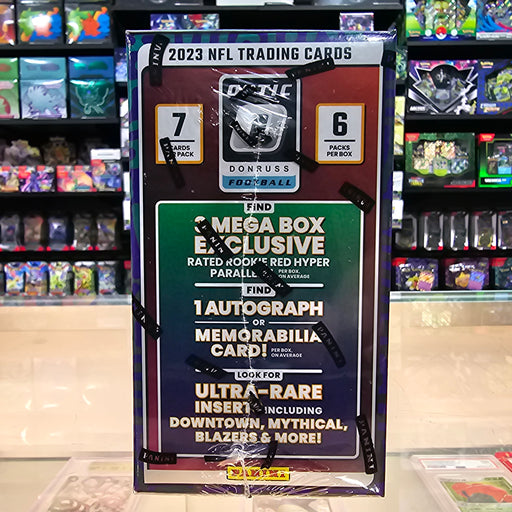 2023 NFL TRADING CARDS
OPTIC
7
CARDS
PER PACK
6
PACKS
PER BOX
DONRUSS
FOOTBALL
FIND
MEGA BOX
EXCLUSIVE
RATED ROOKIE RED HYPER
PARALLELS PER BOX,
ON AVERAGE
FIND
1 AUTOGRAPH
OR
MEMORABILIA
CARD! PER BOX,
ON AVERAGE
LOOK FOR
ULTRA-RARE
INSERTS INCLUDING
DOWNTOWN, MYTHICAL,
BLAZERS & MORE!
PANINI